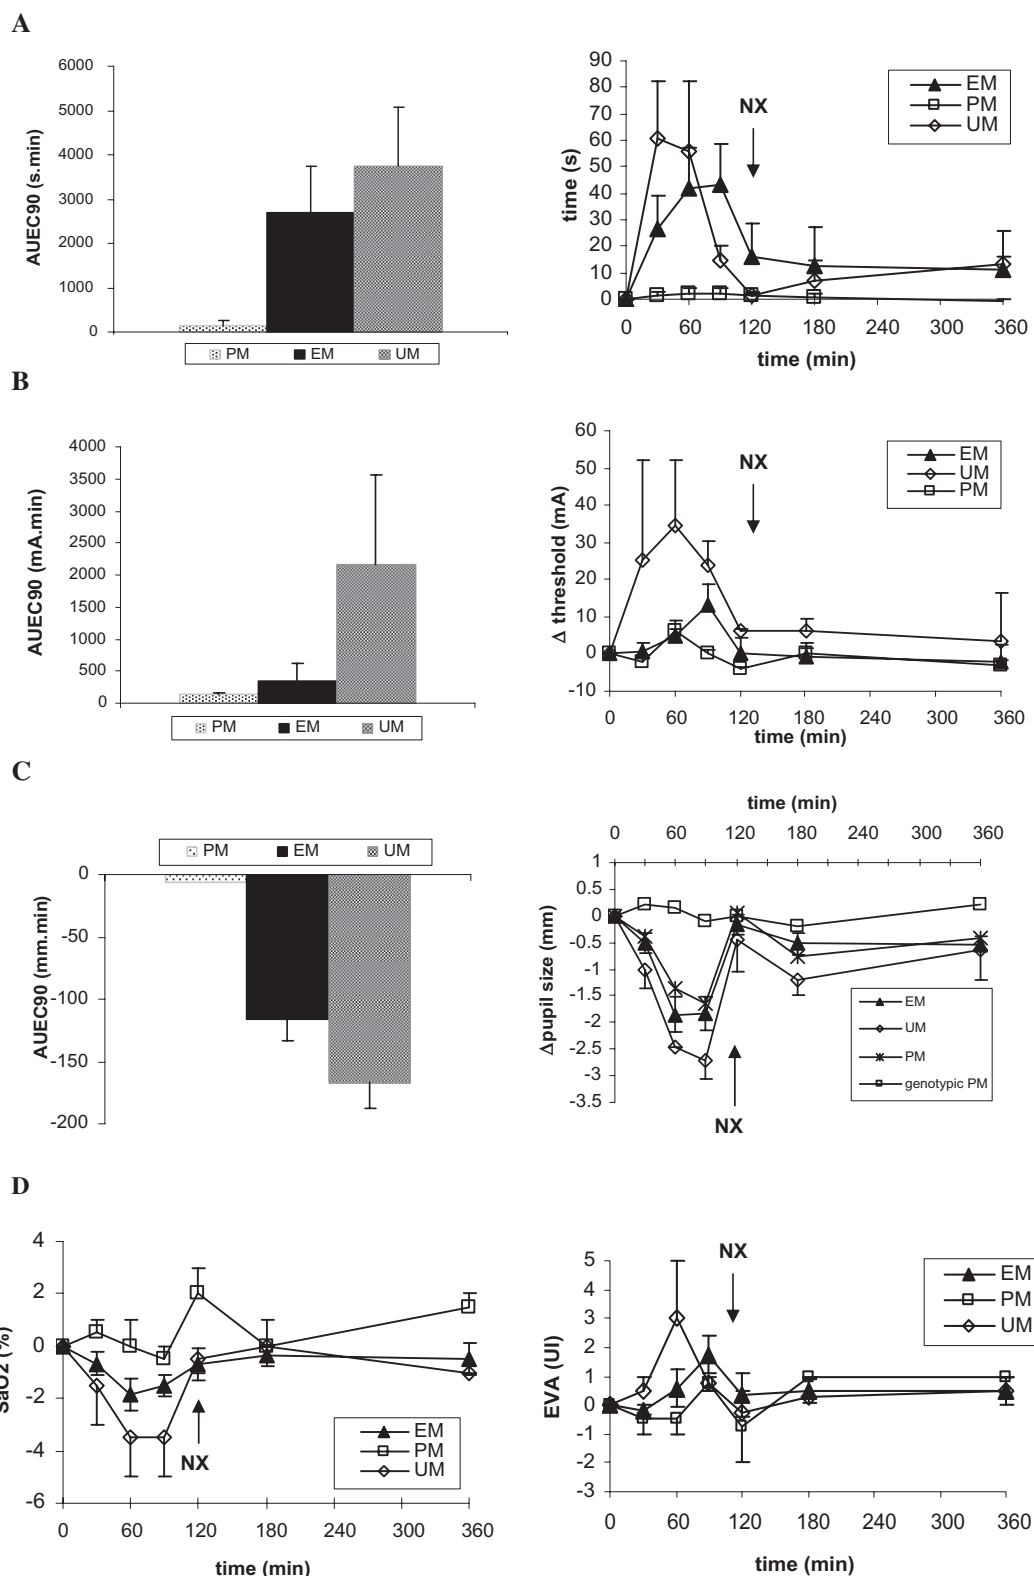 A
6000
5000
4000
3000
2000
1000
0
AUEC90 (s.min)
PM EM UM
90
80
70
60
50
40
30
20
10
0
time (s)
NX
EM
PM
UM
0 60 120 180 240 300 360
time (min)
B
4000
3500
3000
2500
2000
1500
1000
500
0
AUEC90 (mA.min)
PM EM UM
60
50
40
30
20
10
0
-10
Δ threshold (mA)
NX
EM
UM
PM
0 60 120 180 240 300 360
time (min)
C
PM EM UM
0
-50
-100
-150
-200
AUEC90 (mm.min)
time (min)
0 60 120 180 240 300 360
1
0.5
0
-0.5
-1
-1.5
-2
-2.5
-3
-3.5
Δpupil size (mm)
EM
UM
PM
genotypic PM
NX
D
4
2
0
-2
-4
-6
SaO2 (%)
NX
EM
PM
UM
0 60 120 180 240 300 360
time (min)
5
4
3
2
1
0
-1
-2
-3
EVA (UI)
NX
EM
PM
UM
0 60 120 180 240 300 360
time (min)